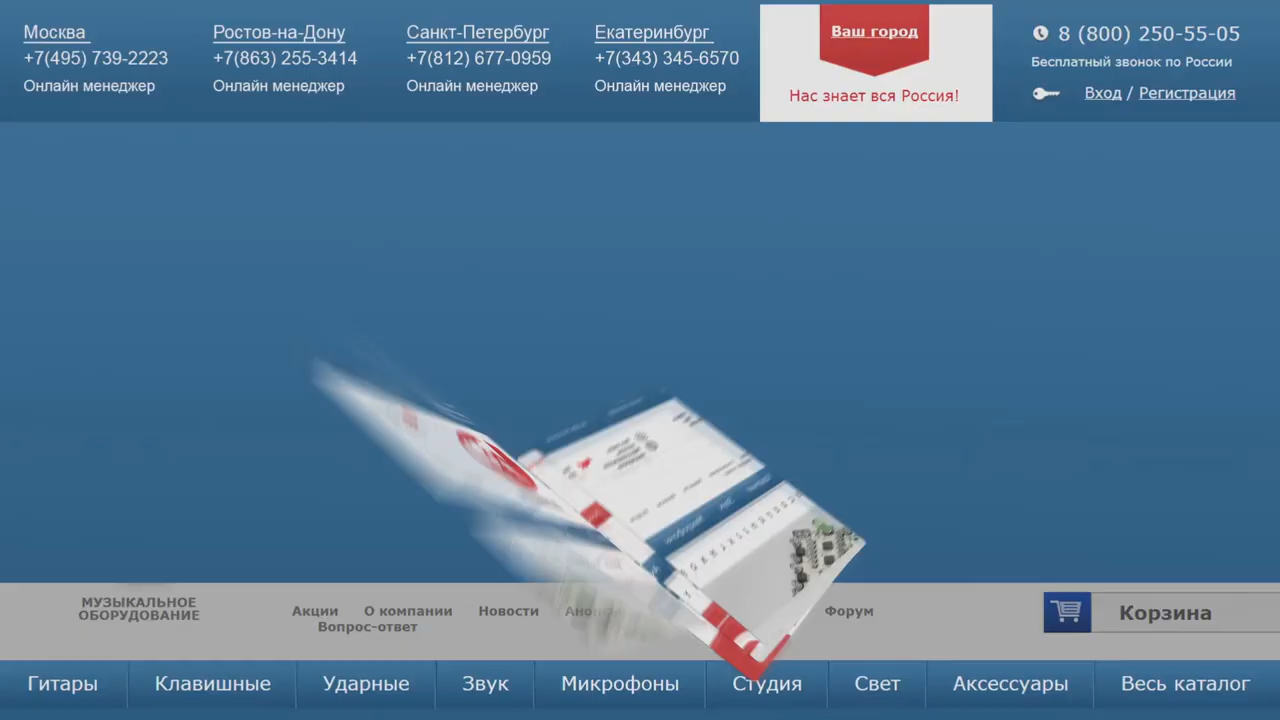 Москва
Ростов-на-Дону
Санкт-Петербург
Екатеринбург
Ваш город
8 (800) 250-55-05
+7(495) 739-2223
+7(863) 255-3414
+7(812) 677-0959
+7(343) 345-6570
Бесплатный звонок по России
Онлайн менеджер
Онлайн менеджер
Онлайн менеджер
Онлайн менеджер
Нас знает вся Россия!
Вход / Регистрация
МУЗЫКАЛЬНОЕ
ОБОРУДОВАНИЕ
Акции
О компании
Новости
Форум
Вопрос-ответ
Корзина
Гитары
Клавишные
Ударные
Звук
Микрофоны
Студия
Свет
Аксессуары
Весь каталог